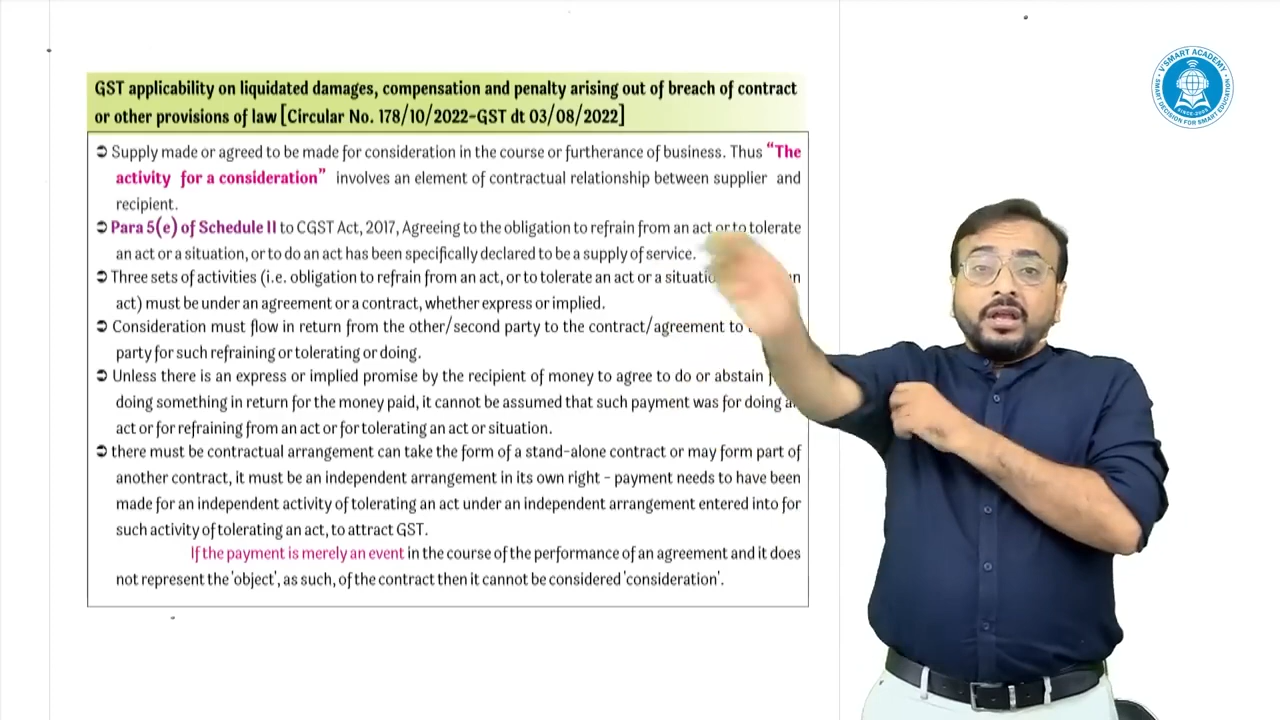 GST applicability on liquidated damages, compensation and penalty arising out of breach of contract
or other provisions of law [Circular No. 178/10/2022-GST dt 03/08/2022]
➲ Supply made or agreed to be made for consideration in the course or furtherance of business. Thus "The
activity for a consideration" involves an element of contractual relationship between supplier and
recipient.
➲ Para 5(e) of Schedule II to CGST Act, 2017, Agreeing to the obligation to refrain from an act or to tolerate
an act or a situation, or to do an act has been specifically declared to be a supply of service.
➲ Three sets of activities (i.e. obligation to refrain from an act, or to tolerate an act or a
act) must be under an agreement or a contract, whether express or implied.
➲ Consideration must flow in return from the other/second party to the contract/agreement to
party for such refraining or tolerating or doing.
➲ Unless there is an express or implied promise by the recipient of money to agree to do or abstain
doing something in return for the money paid, it cannot be assumed that such payment was for doing
act or for refraining from an act or for tolerating an act or situation.
➲ there must be contractual arrangement can take the form of a stand-alone contract or may form part of
another contract, it must be an independent arrangement in its own right - payment needs to have been
made for an independent activity of tolerating an act under an independent arrangement entered into for
such activity of tolerating an act, to attract GST.
If the payment is merely an event in the course of the performance of an agreement and it does
not represent the 'object', as such, of the contract then it cannot be considered 'consideration'.
V'SMART ACADEMY
SINCE-2005
SMART DECISION FOR SMART EDUCATION